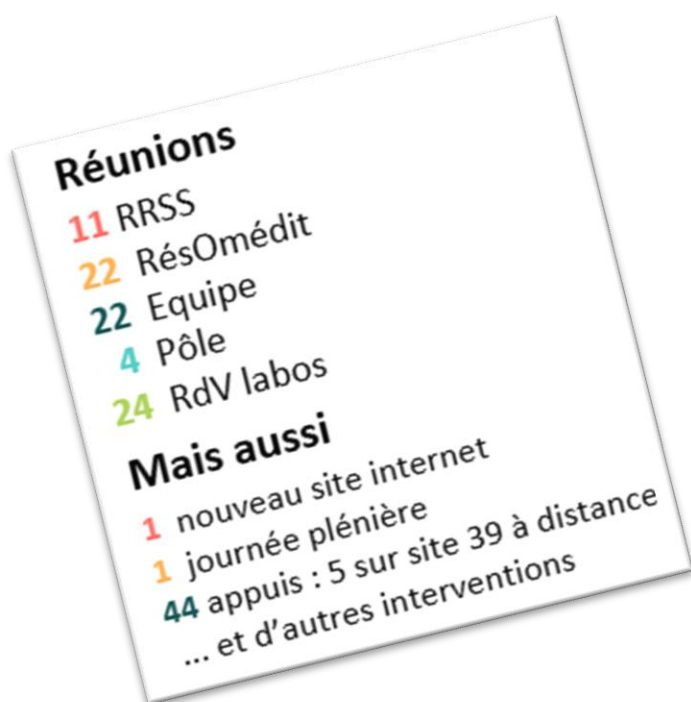 Réunions
11 RRSS
22 RésOmédit
22 Equipe
4 Pôle
24 RdV labos
Mais aussi
1 nouveau site internet
1 journée plénière
44 appuis : 5 sur site 39 à distance
... et d'autres interventions